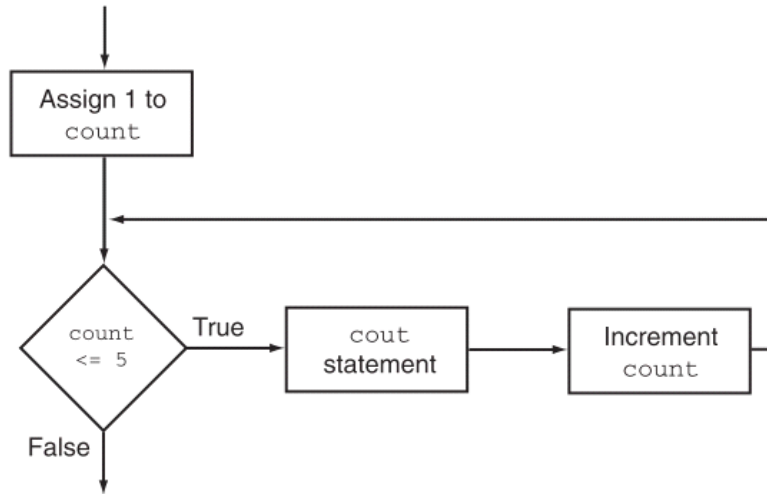 Assign 1 to
count
count
<= 5
True
cout
statement
Increment
count
False